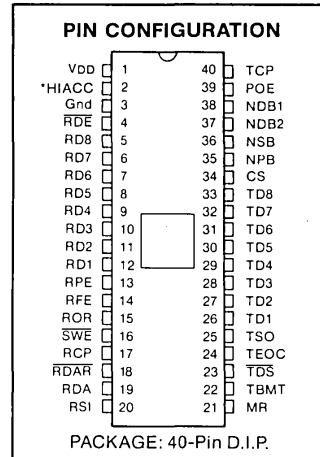 PIN CONFIGURATION
VDD 1 40 TCP
*HIACC 2 39 POE
Gnd 3 38 NDB1
RDE 4 37 NDB2
RD8 5 36 NSB
RD7 6 35 NPB
RD6 7 34 CS
RD5 8 33 TD8
RD4 9 32 TD7
RD3 10 31 TD6
RD2 11 30 TD5
RD1 12 29 TD4
RPE 13 28 TD3
RFE 14 27 TD2
ROR 15 26 TD1
SWE 16 25 TSO
RCP 17 24 TEOC
RDAR 18 23 TDS
RDA 19 22 TBMT
RSI 20 21 MR
PACKAGE: 40-Pin D.I.P.